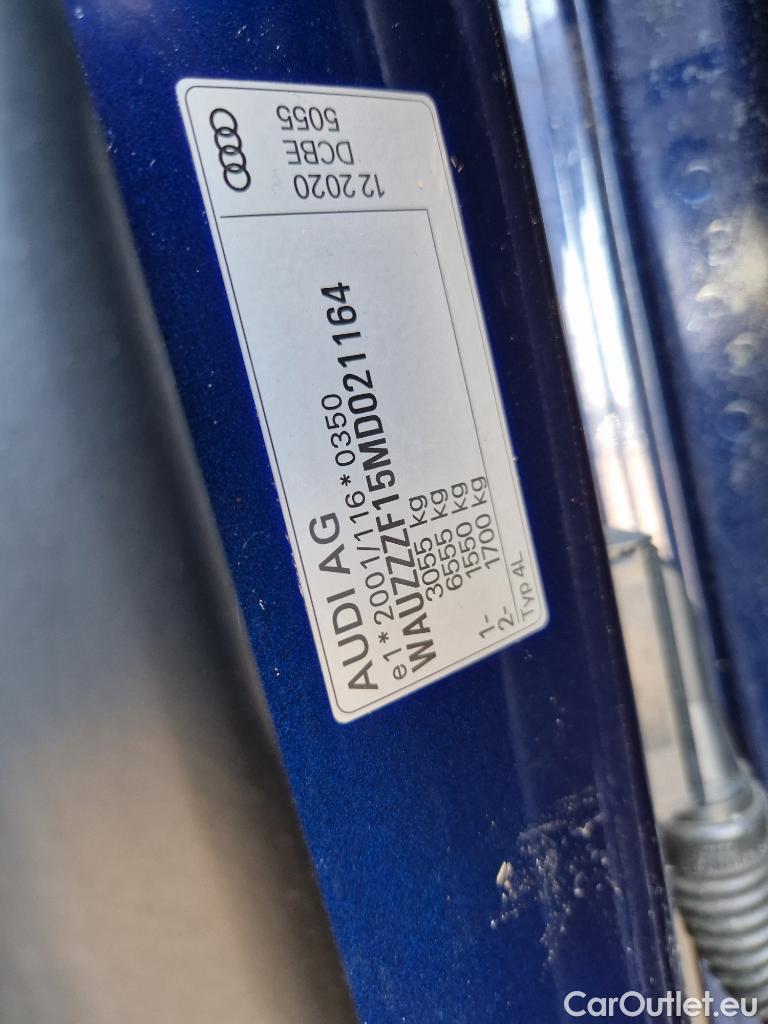 AUDI AG
e1*2001/116*0350
WAUZZZF15MD021164
3055 kg
6555 kg
1- 1550 kg
2- 1700 kg
Typ 4L
12 2020
DCBE
5055
CarOutlet.eu